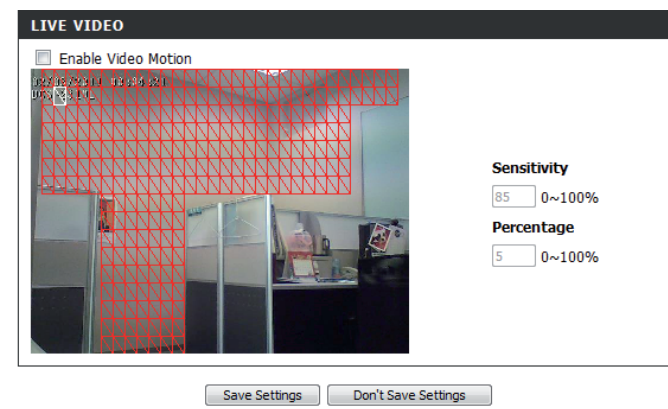 LIVE VIDEO
Enable Video Motion
Sensitivity
85 0~100%
Percentage
5 0~100%
Save Settings Don't Save Settings